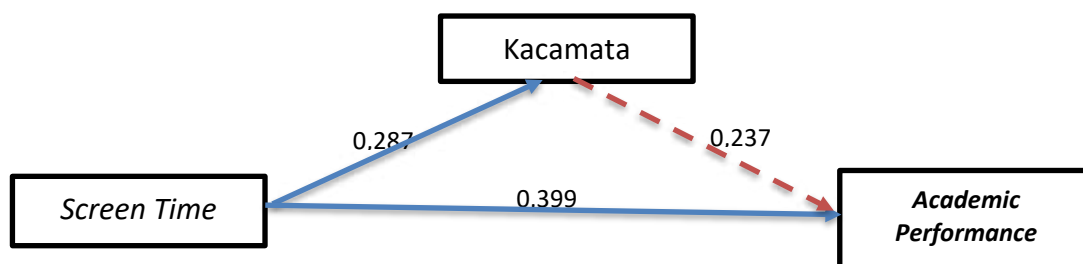 Kacamata
0,287
0,237
Screen Time
0,399
Academic
Performance